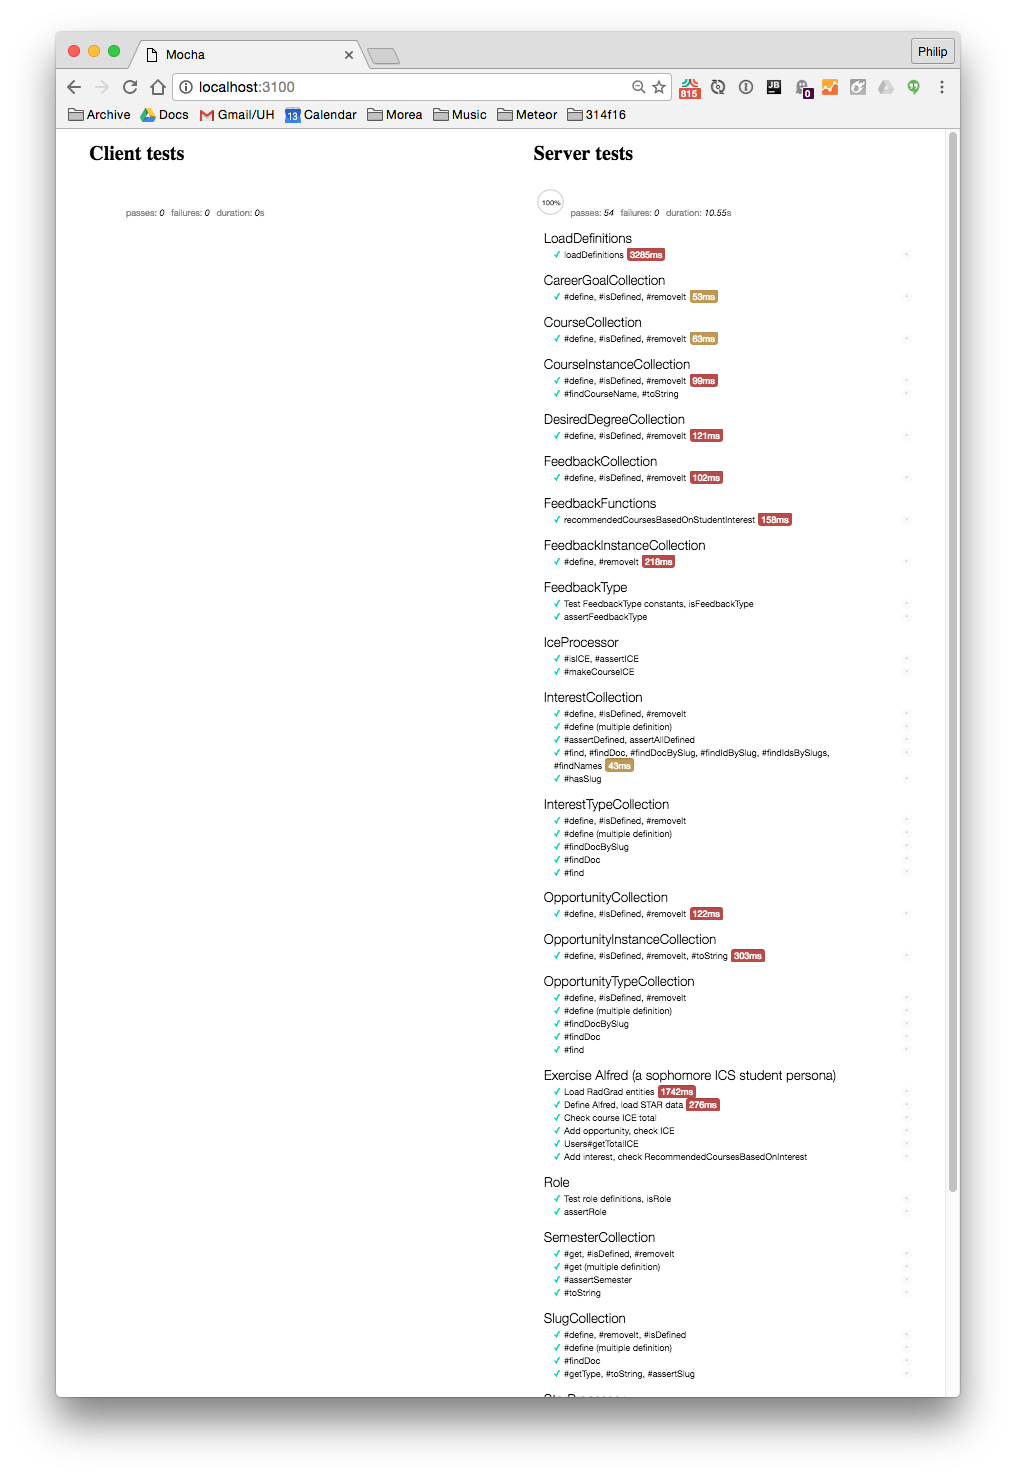 Mocha
Philip
localhost:3100
815
JB
0
Archive Docs Gmail/UH 13 Calendar Morea Music Meteor 314f16
Client tests
passes: 0 failures: 0 duration: 0s
Server tests
100% passes: 54 failures: 0 duration: 10.55s
LoadDefinitions
✓ loadDefinitions 3285ms
CareerGoalCollection
✓ #define, #isDefined, #removeIt 53ms
CourseCollection
✓ #define, #isDefined, #removeIt 63ms
CourseInstanceCollection
✓ #define, #isDefined, #removeIt 99ms
✓ #findCourseName, #toString
DesiredDegreeCollection
✓ #define, #isDefined, #removeIt 121ms
FeedbackCollection
✓ #define, #isDefined, #removeIt 102ms
FeedbackFunctions
✓ recommendedCoursesBasedOnStudentInterest 158ms
FeedbackInstanceCollection
✓ #define, #removeIt 218ms
FeedbackType
✓ Test FeedbackType constants, isFeedbackType
✓ assertFeedbackType
IceProcessor
✓ #isICE, #assertICE
✓ #makeCourseICE
InterestCollection
✓ #define, #isDefined, #removeIt
✓ #define (multiple definition)
✓ #assertDefined, assertAllDefined
✓ #find, #findDoc, #findDocBySlug, #findIdBySlug, #findIdsBySlugs,
#findNames 43ms
✓ #hasSlug
InterestTypeCollection
✓ #define, #isDefined, #removeIt
✓ #define (multiple definition)
✓ #findDocBySlug
✓ #findDoc
✓ #find
OpportunityCollection
✓ #define, #isDefined, #removeIt 122ms
OpportunityInstanceCollection
✓ #define, #isDefined, #removeIt, #toString 303ms
OpportunityTypeCollection
✓ #define, #isDefined, #removeIt
✓ #define (multiple definition)
✓ #findDocBySlug
✓ #findDoc
✓ #find
Exercise Alfred (a sophomore ICS student persona)
✓ Load RadGrad entities 1742ms
✓ Define Alfred, load STAR data 276ms
✓ Check course ICE total
✓ Add opportunity, check ICE
✓ Users#getTotalICE
✓ Add interest, check RecommendedCoursesBasedOnInterest
Role
✓ Test role definitions, isRole
✓ assertRole
SemesterCollection
✓ #get, #isDefined, #removeIt
✓ #get (multiple definition)
✓ #assertSemester
✓ #toString
SlugCollection
✓ #define, #removeIt, #isDefined
✓ #define (multiple definition)
✓ #findDoc
✓ #getType, #toString, #assertSlug